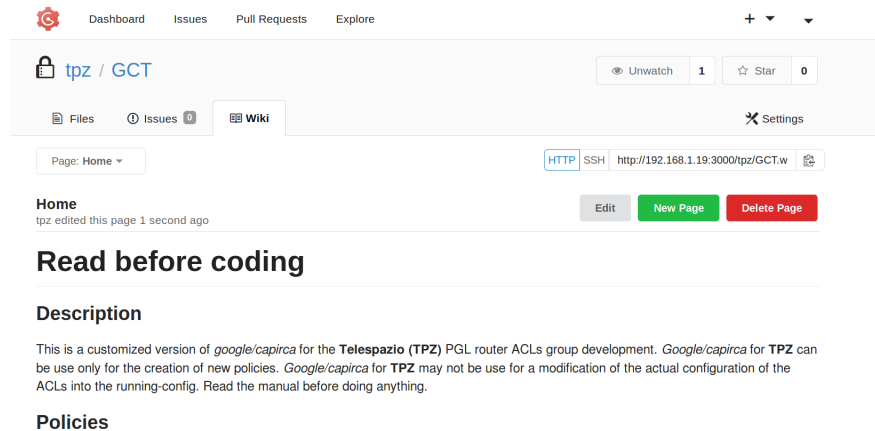 Dashboard Issues Pull Requests Explore +
tpz / GCT Unwatch 1 Star 0
Files Issues 0 Wiki Settings
Page: Home HTTP SSH http://192.168.1.19:3000/tpz/GCT.w
Home Edit New Page Delete Page
tpz edited this page 1 second ago
Read before coding
Description
This is a customized version of google/capirca for the Telespazio (TPZ) PGL router ACLs group development. Google/capirca for TPZ can
be use only for the creation of new policies. Google/capirca for TPZ may not be use for a modification of the actual configuration of the
ACLs into the running-config. Read the manual before doing anything.
Policies